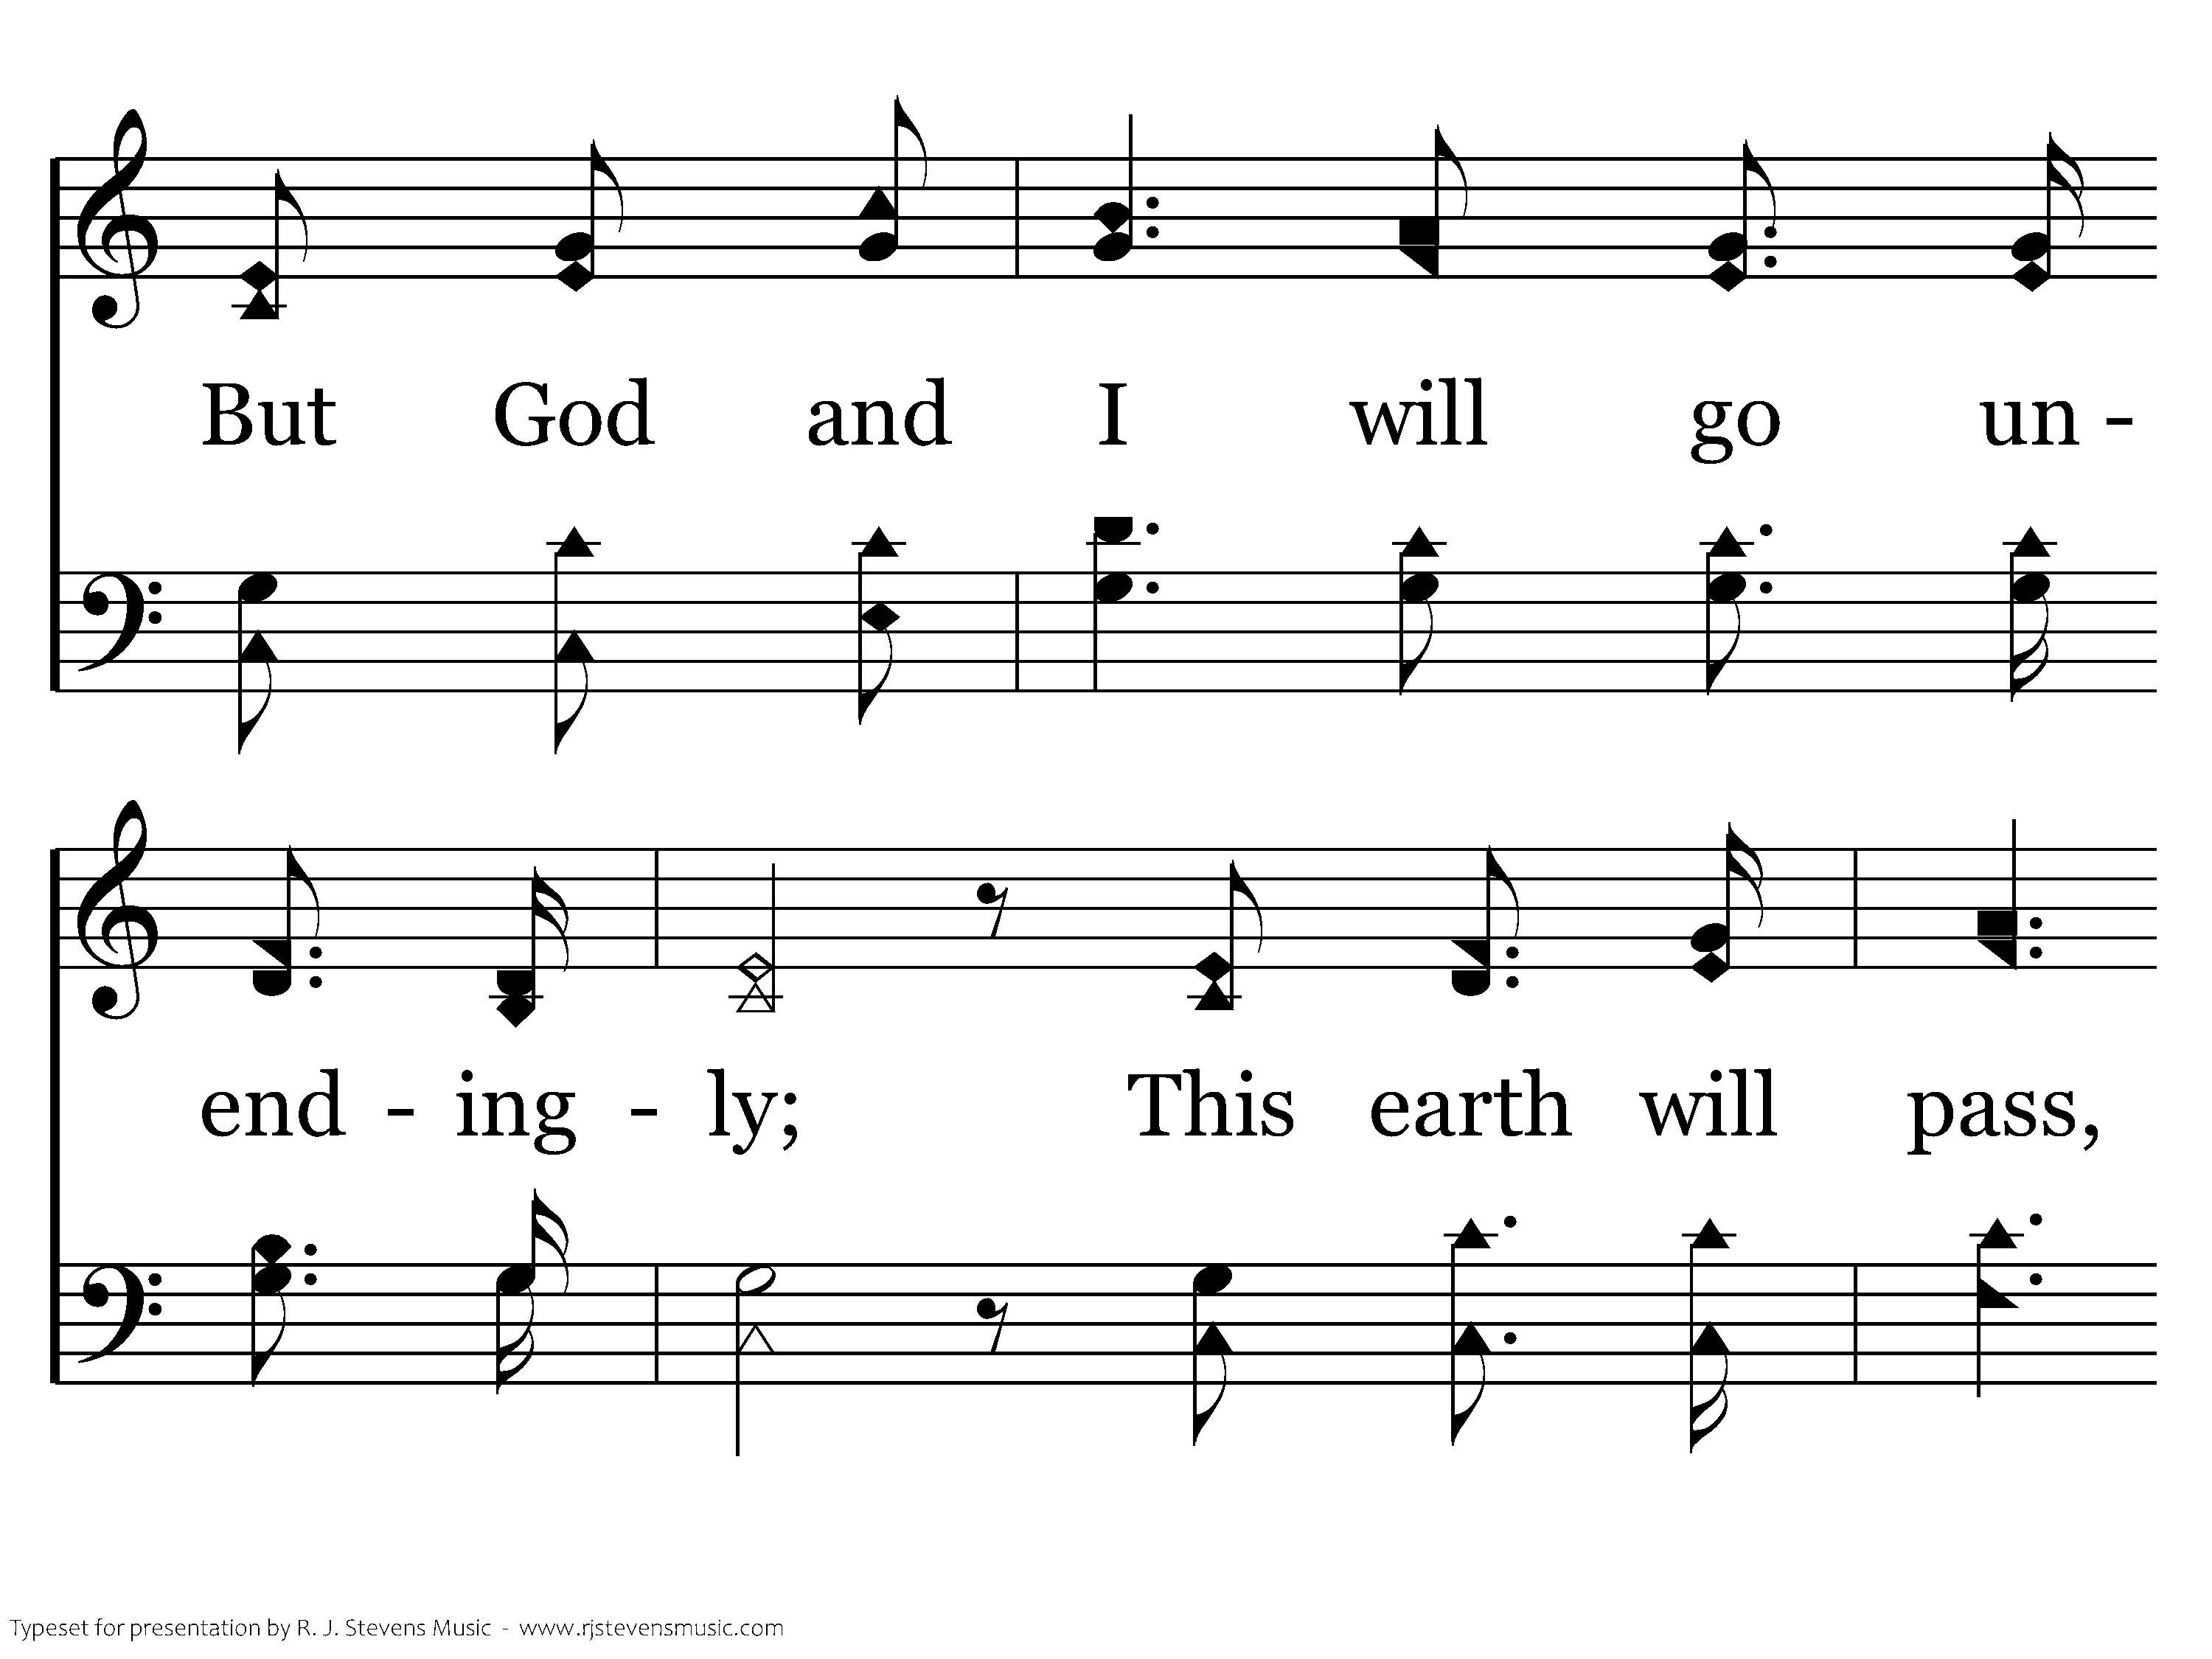 But God and I will go un -
end - ing - ly; This earth will pass,
Typeset for presentation by R. J. Stevens Music - www.rjstevensmusic.com